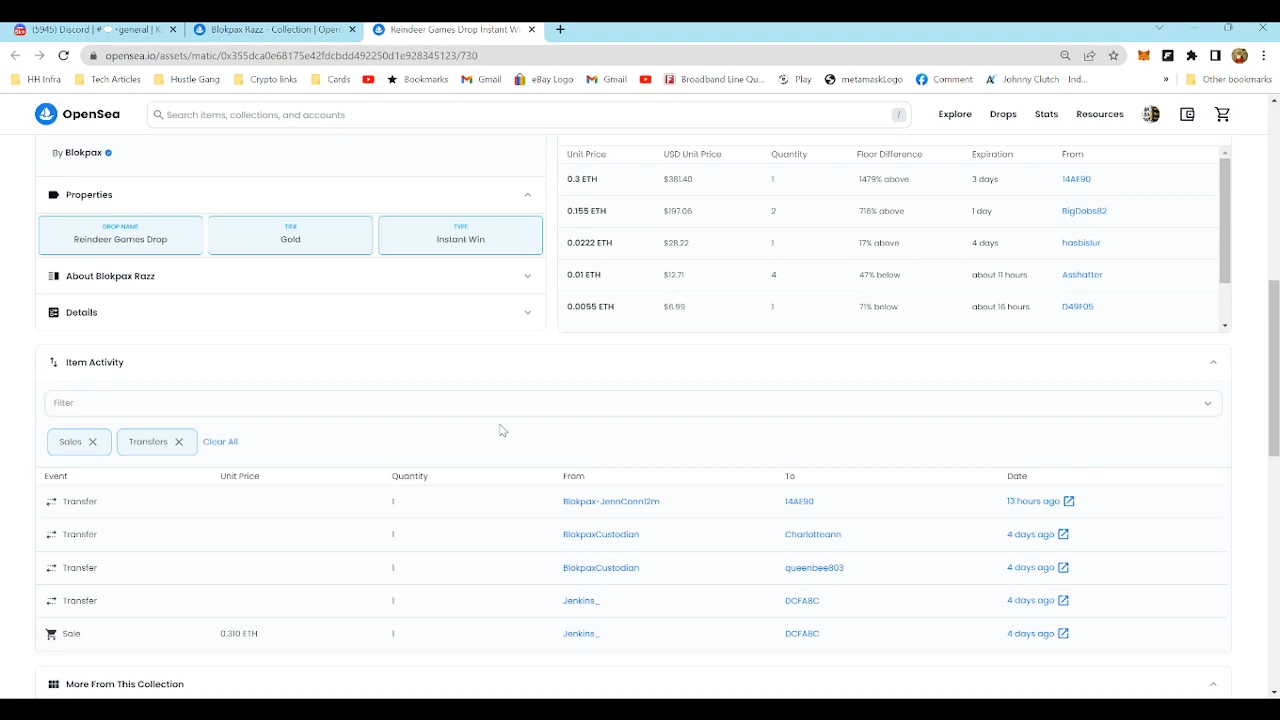 (5945) Discord | # general | K
Blokpax Razz - Collection | Open
Reindeer Games Drop Instant W
opensea.io/assets/matic/0x355dca0e68175e42fdcbdd492250d1e928345123/730
HH Infra
Tech Articles
Hustle Gang
Crypto links
Cards
Bookmarks
Gmail
eBay Logo
Gmail
Broadband Line Qu...
Play
metamaskLogo
Comment
Johnny Clutch - Ind...
»
Other bookmarks
OpenSea
Search items, collections, and accounts
/
Explore
Drops
Stats
Resources
By Blokpax
Properties
DROP NAME
Reindeer Games Drop
TIER
Gold
TYPE
Instant Win
About Blokpax Razz
Details
Unit Price USD Unit Price Quantity Floor Difference Expiration From
0.3 ETH $381.40 1 1479% above 3 days 14AE90
0.155 ETH $197.06 2 716% above 1 day BigDobs82
0.0222 ETH $28.22 1 17% above 4 days hasbislur
0.01 ETH $12.71 4 47% below about 11 hours Asshatter
0.0055 ETH $6.99 1 71% below about 16 hours D49F05
Item Activity
Filter
Sales
Transfers
Clear All
Event Unit Price Quantity From To Date
Transfer 1 Blokpax-JennConn12m 14AE90 13 hours ago
Transfer 1 BlokpaxCustodian Charlotteann 4 days ago
Transfer 1 BlokpaxCustodian queenbee803 4 days ago
Transfer 1 Jenkins_ DCFA8C 4 days ago
Sale 0.310 ETH 1 Jenkins_ DCFA8C 4 days ago
More From This Collection